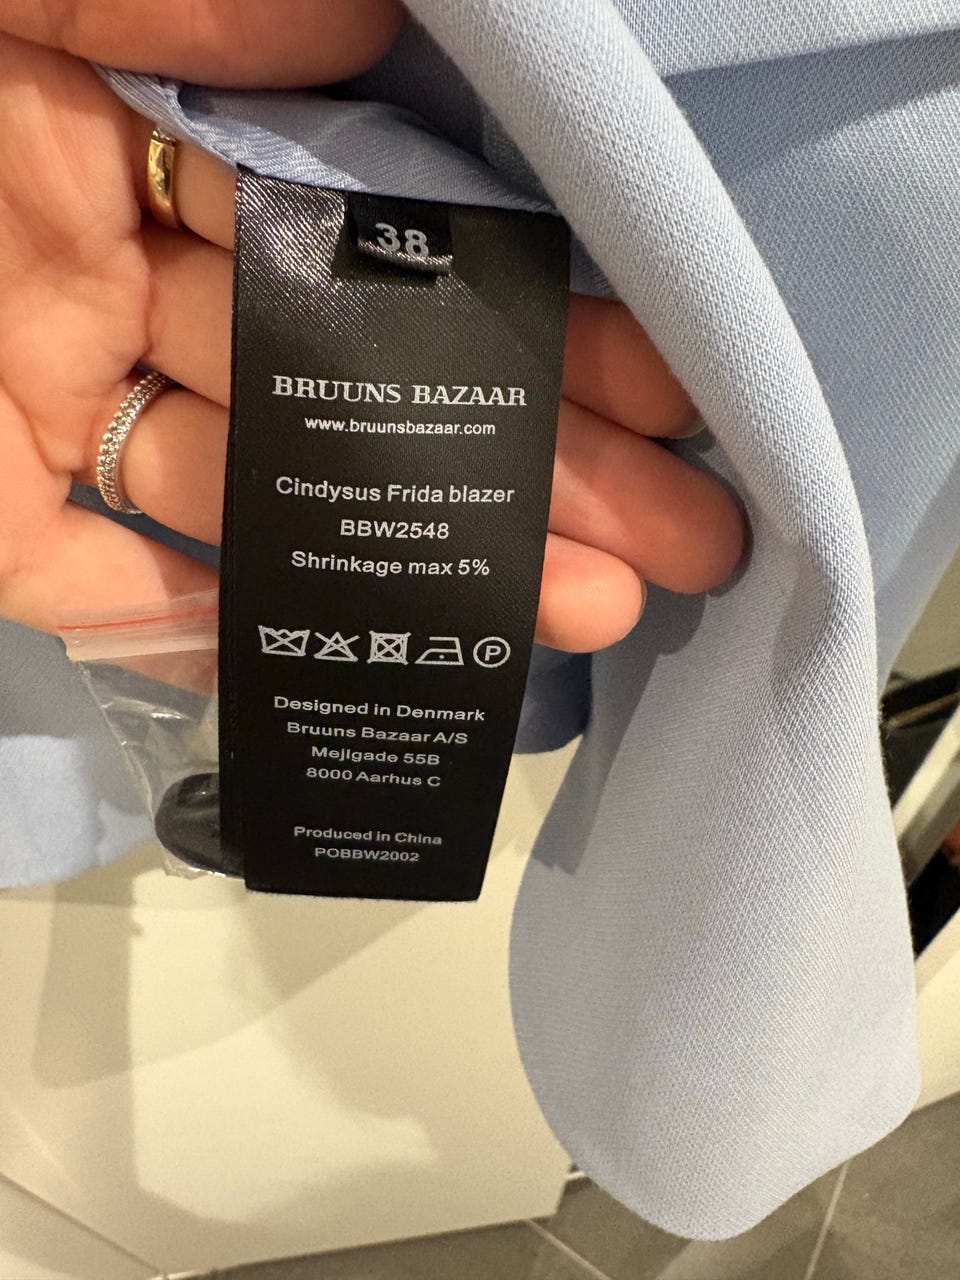 38
BRUUNS BAZAAR
www.bruunsbazaar.com
Cindysus Frida blazer
BBW2548
Shrinkage max 5%
P
Designed in Denmark
Bruuns Bazaar A/S
Mejlgade 55B
8000 Aarhus C
Produced in China
POBBW2002